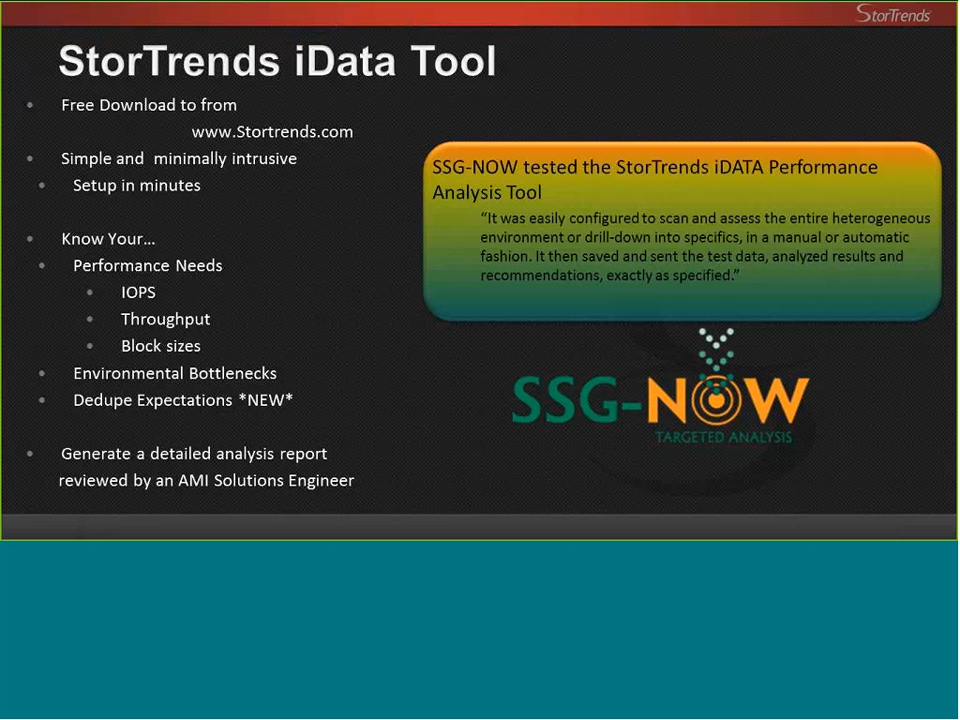 StorTrends
StorTrends iData Tool
Free Download to from
www.Stortrends.com
Simple and minimally intrusive
Setup in minutes
Know Your…
Performance Needs
IOPS
Throughput
Block sizes
Environmental Bottlenecks
Dedupe Expectations *NEW*
Generate a detailed analysis report
reviewed by an AMI Solutions Engineer
SSG-NOW tested the StorTrends iDATA Performance
Analysis Tool
“It was easily configured to scan and assess the entire heterogeneous
environment or drill-down into specifics, in a manual or automatic
fashion. It then saved and sent the test data, analyzed results and
recommendations, exactly as specified.”
SSG-NOW
TARGETED ANALYSIS